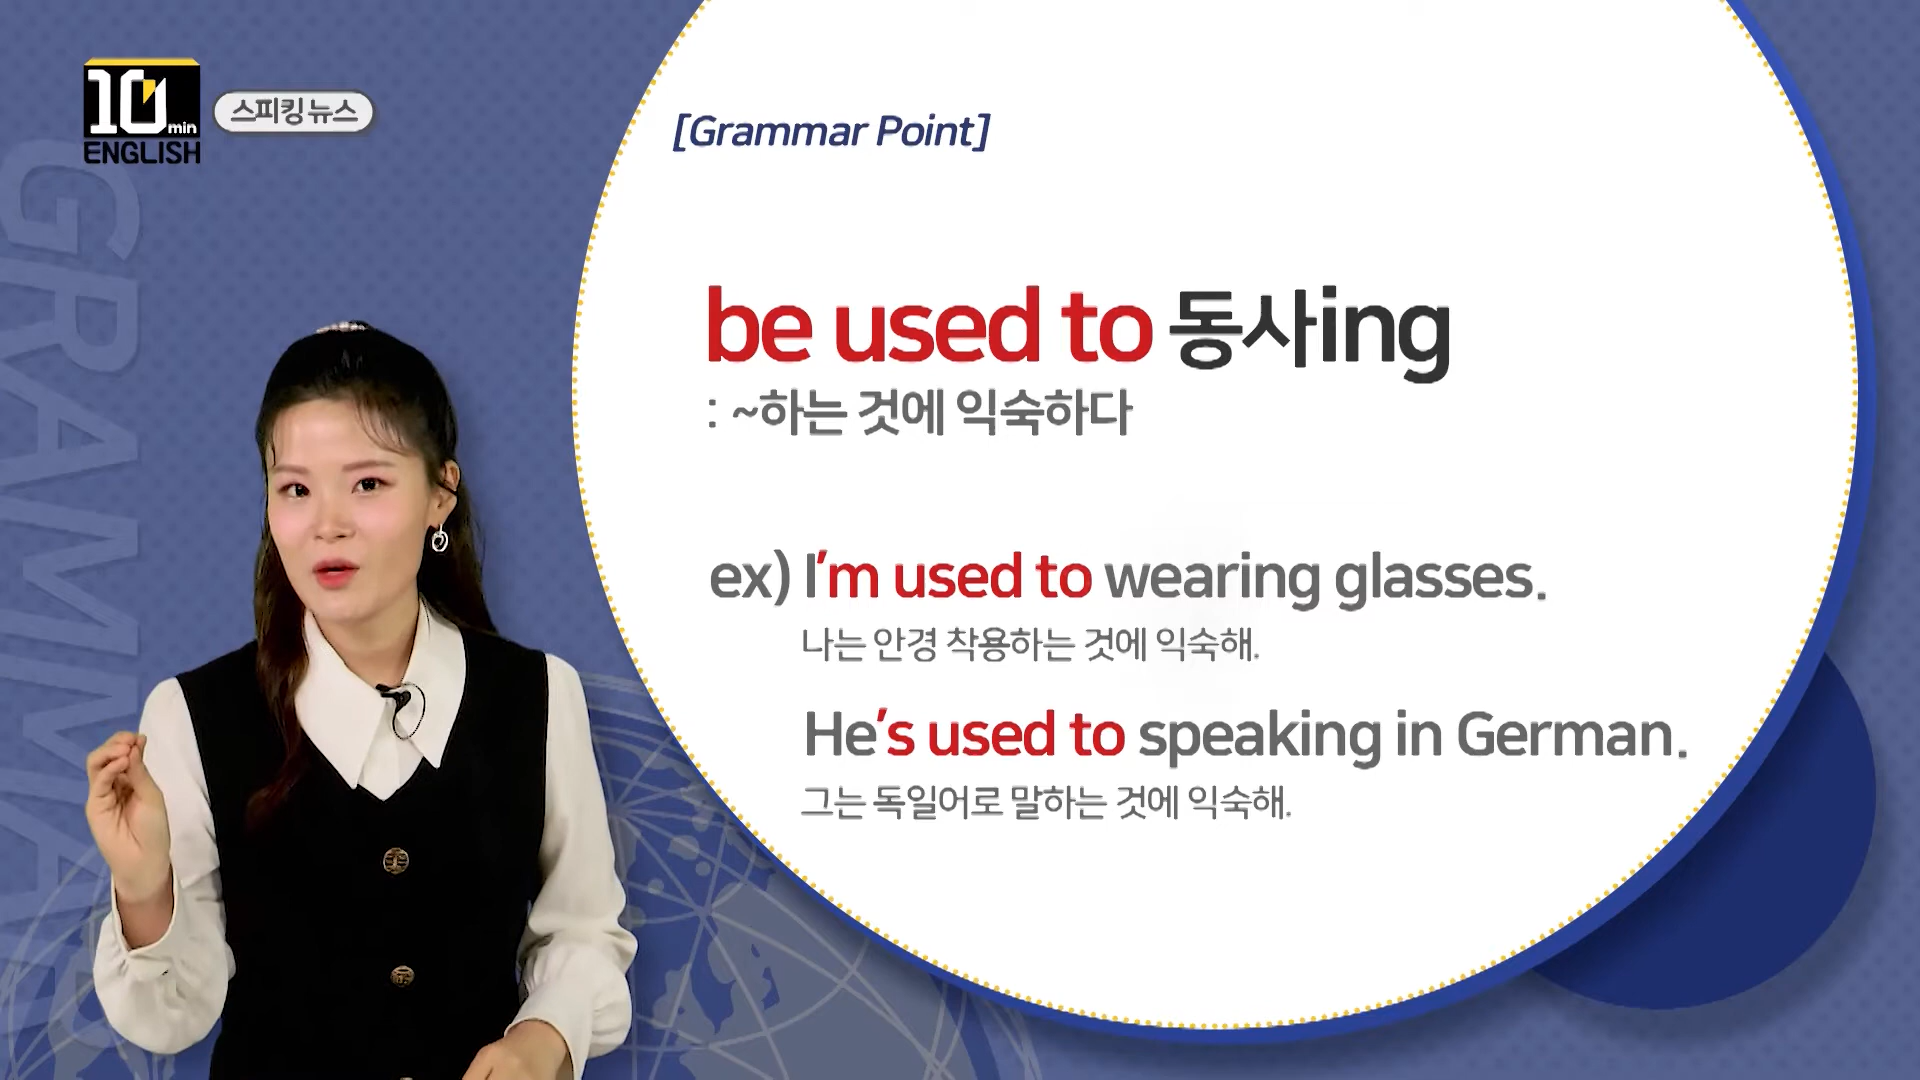 10min
ENGLISH
스피킹 뉴스
GRAMMAR
[Grammar Point]
be used to 동사ing
: ~하는 것에 익숙하다
ex) I'm used to wearing glasses.
나는 안경 착용하는 것에 익숙해.
He's used to speaking in German.
그는 독일어로 말하는 것에 익숙해.